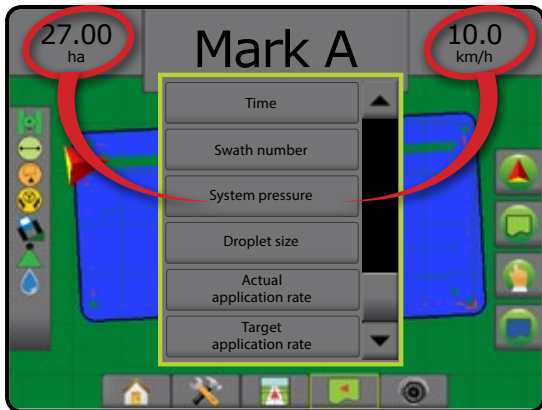 27.00
ha
Mark A
10.0
km/h
Time
Swath number
System pressure
Droplet size
Actual
application rate
Target
application rate